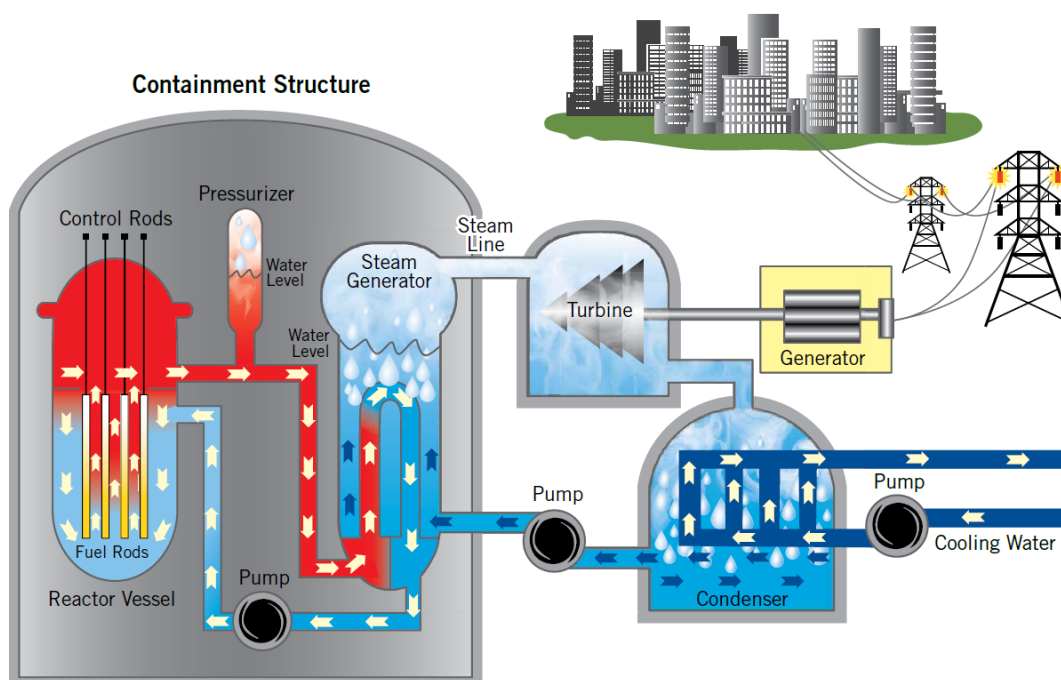 Containment Structure
Pressurizer
Control Rods
Steam
Line
Water
Level
Steam
Generator
Turbine
Water
Level
Generator
Pump
Pump
Cooling Water
Fuel Rods
Pump
Reactor Vessel
Condenser